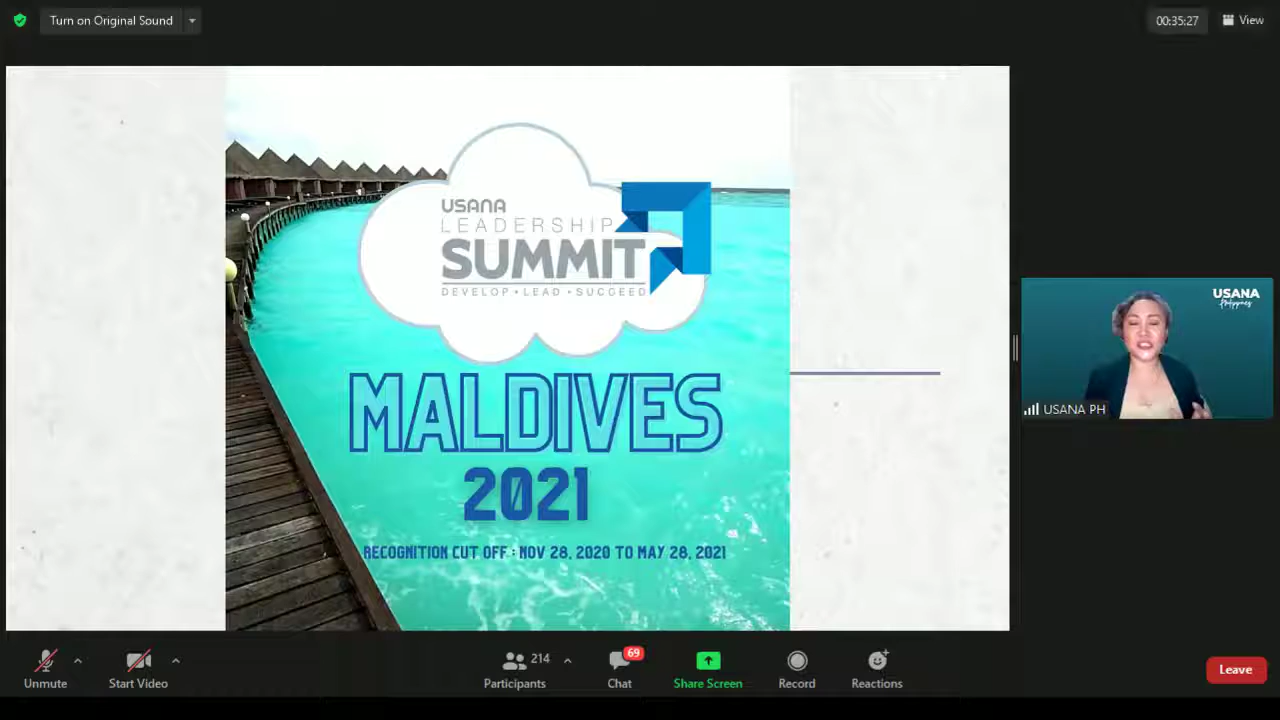 Turn on Original Sound
00:35:27
View
USANA
LEADERSHIP
SUMMIT
DEVELOP • LEAD • SUCCEED
MALDIVES
2021
RECOGNITION CUT OFF : NOV 28, 2020 TO MAY 28, 2021
USANA
Philippines
USANA PH
Unmute
Start Video
214
Participants
69
Chat
Share Screen
Record
Reactions
Leave